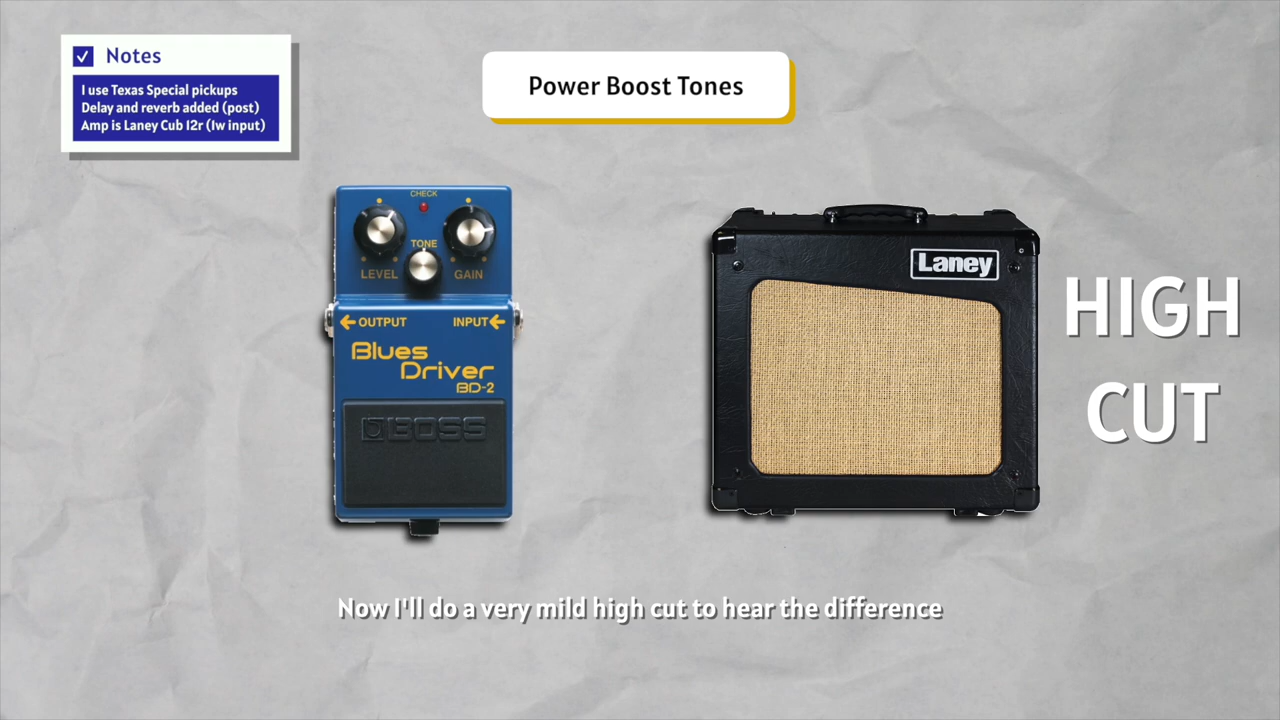 Notes
I use Texas Special pickups
Delay and reverb added (post)
Amp is Laney Cub 12r (1w input)
Power Boost Tones
CHECK
TONE
LEVEL
GAIN
OUTPUT
INPUT
Blues
Driver
BD-2
BOSS
Laney
HIGH
CUT
Now I'll do a very mild high cut to hear the difference